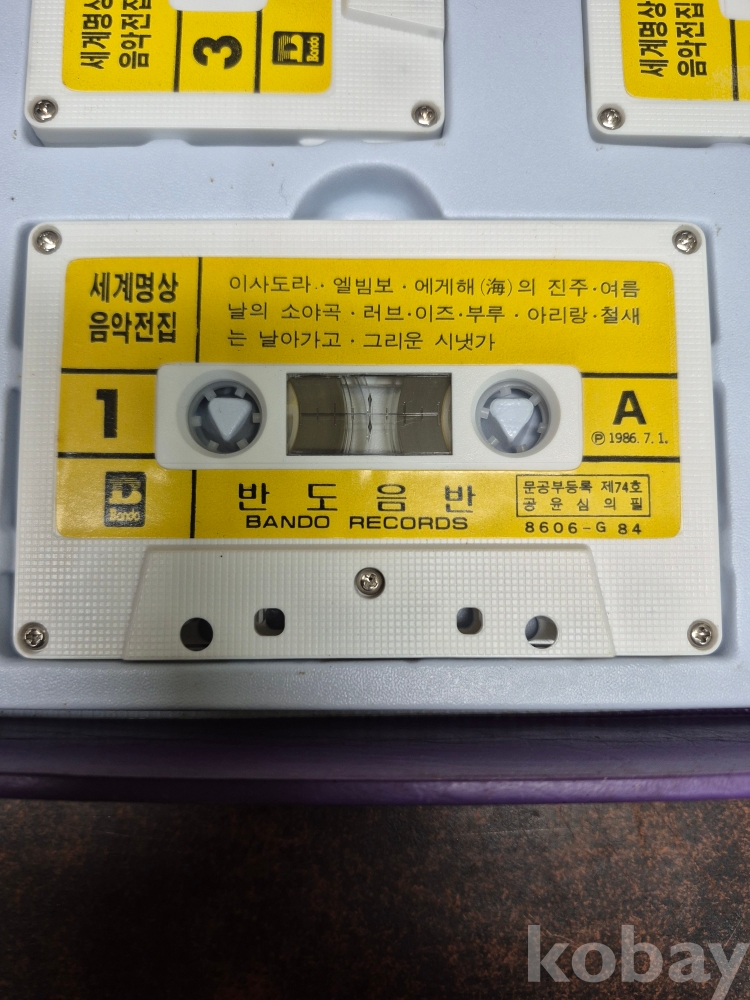 세계명상
음악전집
3
Bando
세계명상
음악전집
세계명상
음악전집
이사도라 · 엘빔보 · 에게해(海)의 진주 · 여름
날의 소야곡 · 러브 · 이즈 · 부루 · 아리랑 · 철새
는 날아가고 · 그리운 시냇가
1
A
Ⓟ 1986. 7. 1.
Bando
반도음반
BANDO RECORDS
문공부등록 제74호
공윤심의필
8606-G 84
kobay